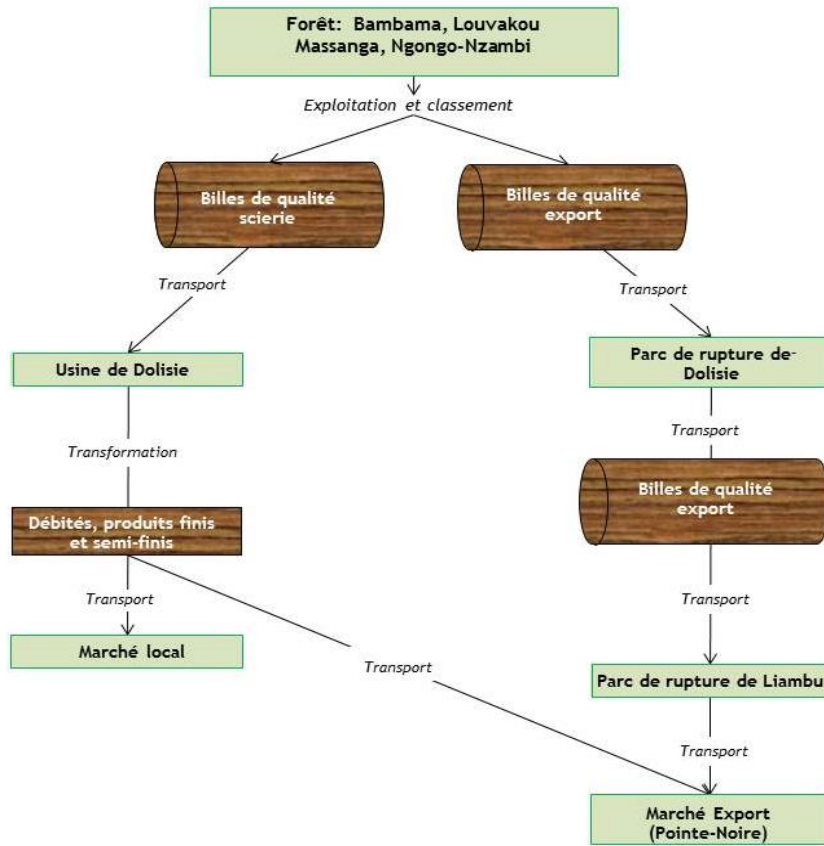 Forêt: Bambama, Louvakou
Massanga, Ngongo-Nzambi
Exploitation et classement
Billes de qualité
scierie
Billes de qualité
export
Transport
Transport
Usine de Dolisie
Parc de rupture de-
Dolisie
Transformation
Transport
Billes de qualité
export
Débités, produits finis
et semi-finis
Transport
Transport
Marché local
Transport
Parc de rupture de Liambu
Transport
Marché Export
(Pointe-Noire)